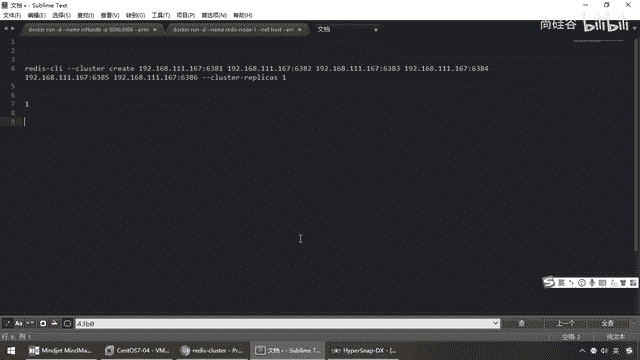 文档 • - Sublime Text
文件(F) 编辑(E) 选择(S) 查找(I) 查看(V) 转到(G) 工具(T) 项目(P) 首选项(N) 帮助(H)
docker run -d --name influxdb -p 8086:8086 --priv
docker run -d --name redis-node-1 --net host --pri
文档
尚硅谷 bilibili
1
2
3
4 redis-cli --cluster create 192.168.111.167:6381 192.168.111.167:6382 192.168.111.167:6383 192.168.111.167:6384
192.168.111.167:6385 192.168.111.167:6386 --cluster-replicas 1
5
6
7 1
8
9
英
43b0
查 上一个 全查
行 9, 列 1
空格: 2 纯文本
Mindjet MindMa...
CentOS7-04 - VM...
redis-cluster - Pr...
文档 • - Sublime T...
HyperSnap-DX - [...
英